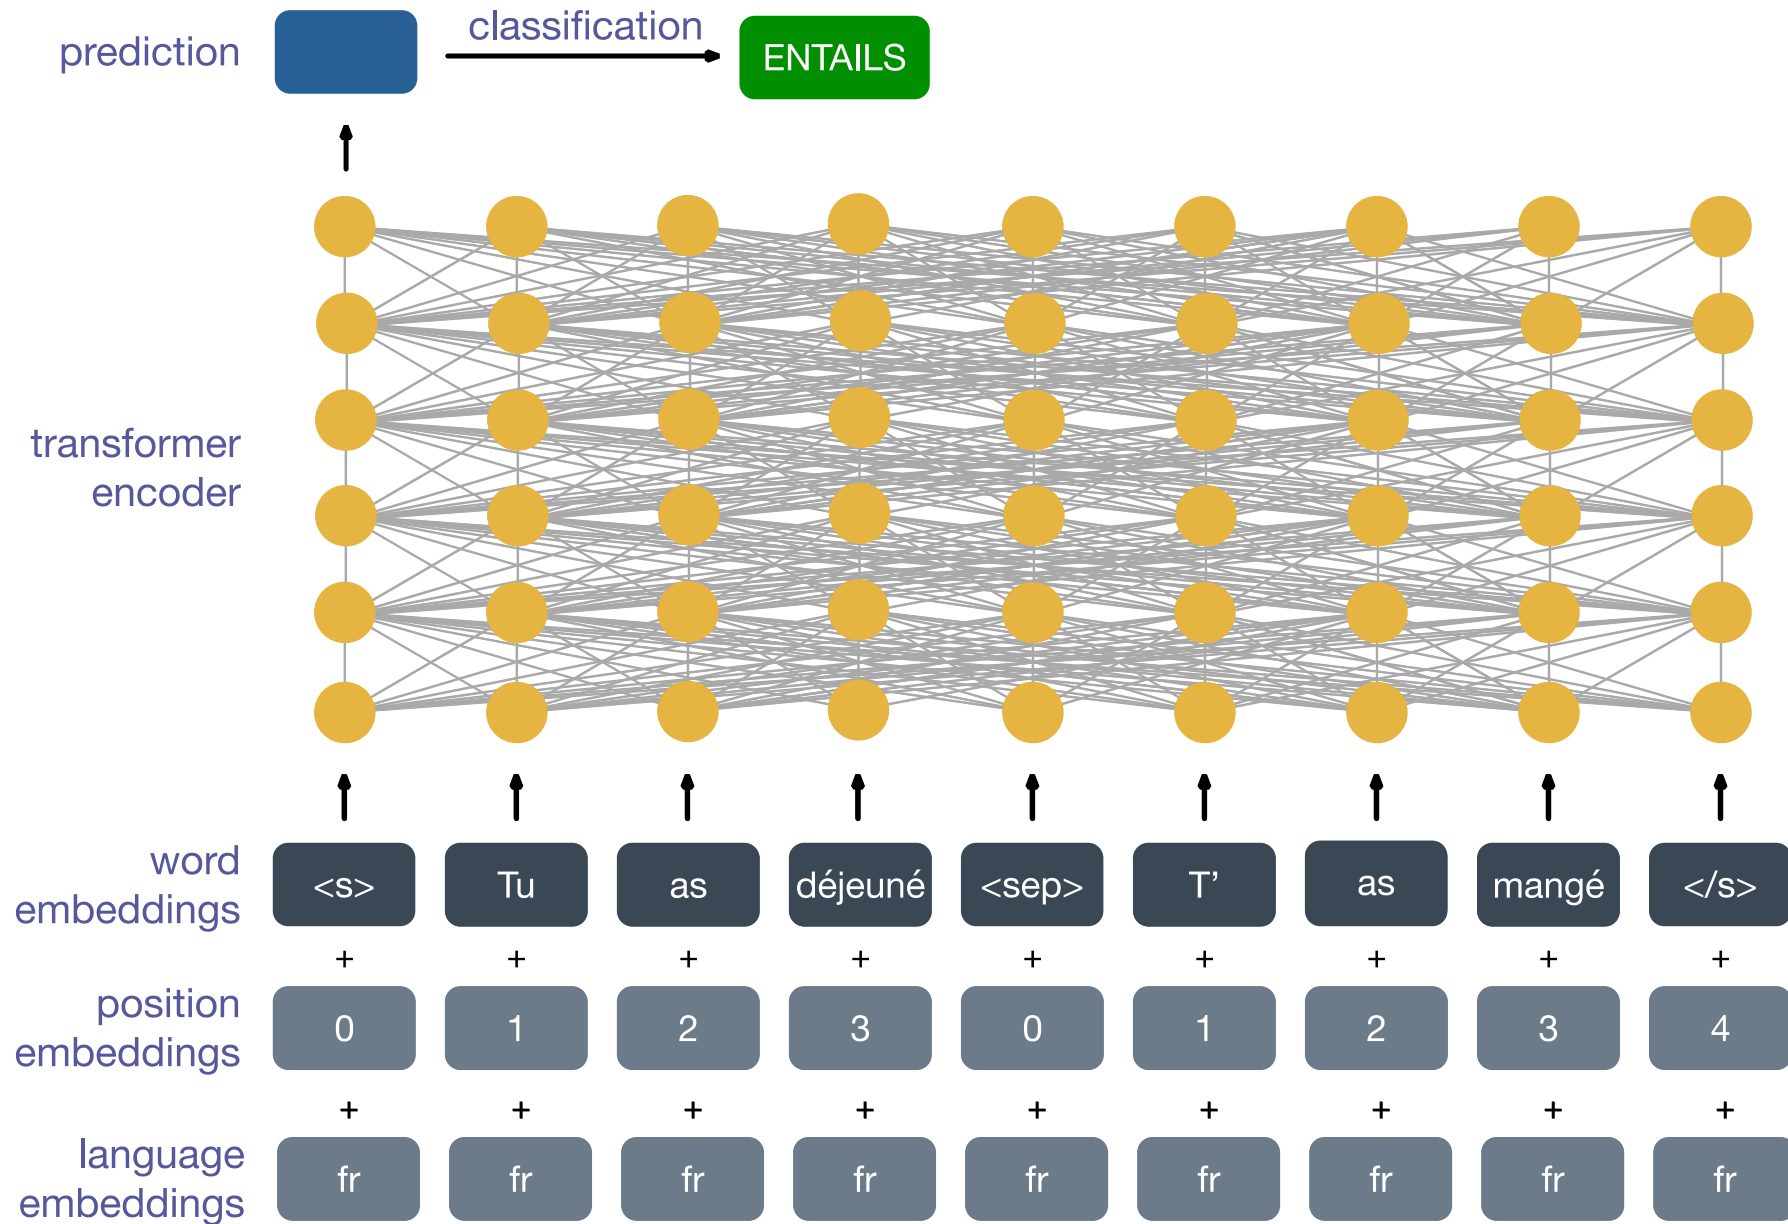 prediction
classification
ENTAILS
transformer
encoder
word
embeddings
<s> Tu as déjeuné <sep> T’ as mangé </s>
+ + + + + + + + +
position
embeddings
0 1 2 3 0 1 2 3 4
+ + + + + + + + +
language
embeddings
fr fr fr fr fr fr fr fr fr